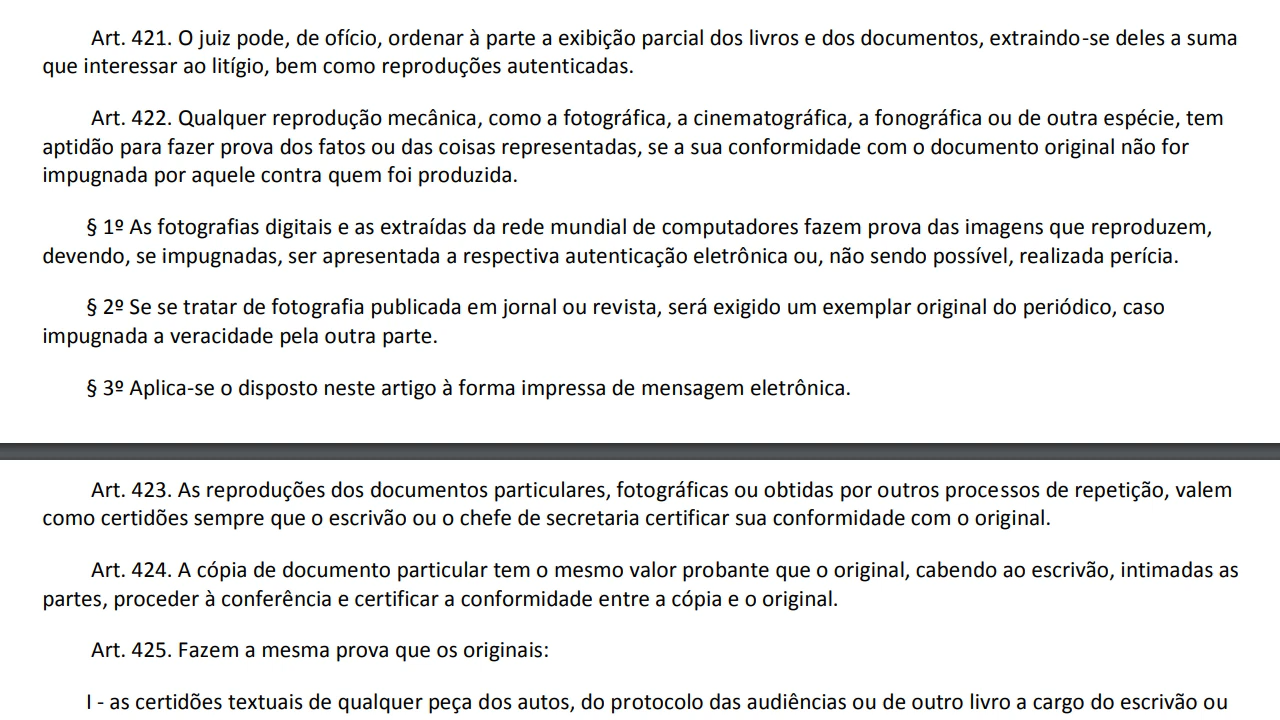 Art. 421. O juiz pode, de ofício, ordenar à parte a exibição parcial dos livros e dos documentos, extraindo-se deles a suma
que interessar ao litígio, bem como reproduções autenticadas.
Art. 422. Qualquer reprodução mecânica, como a fotográfica, a cinematográfica, a fonográfica ou de outra espécie, tem
aptidão para fazer prova dos fatos ou das coisas representadas, se a sua conformidade com o documento original não for
impugnada por aquele contra quem foi produzida.
§ 1º As fotografias digitais e as extraídas da rede mundial de computadores fazem prova das imagens que reproduzem,
devendo, se impugnadas, ser apresentada a respectiva autenticação eletrônica ou, não sendo possível, realizada perícia.
§ 2º Se se tratar de fotografia publicada em jornal ou revista, será exigido um exemplar original do periódico, caso
impugnada a veracidade pela outra parte.
§ 3º Aplica-se o disposto neste artigo à forma impressa de mensagem eletrônica.
Art. 423. As reproduções dos documentos particulares, fotográficas ou obtidas por outros processos de repetição, valem
como certidões sempre que o escrivão ou o chefe de secretaria certificar sua conformidade com o original.
Art. 424. A cópia de documento particular tem o mesmo valor probante que o original, cabendo ao escrivão, intimadas as
partes, proceder à conferência e certificar a conformidade entre a cópia e o original.
Art. 425. Fazem a mesma prova que os originais:
I - as certidões textuais de qualquer peça dos autos, do protocolo das audiências ou de outro livro a cargo do escrivão ou